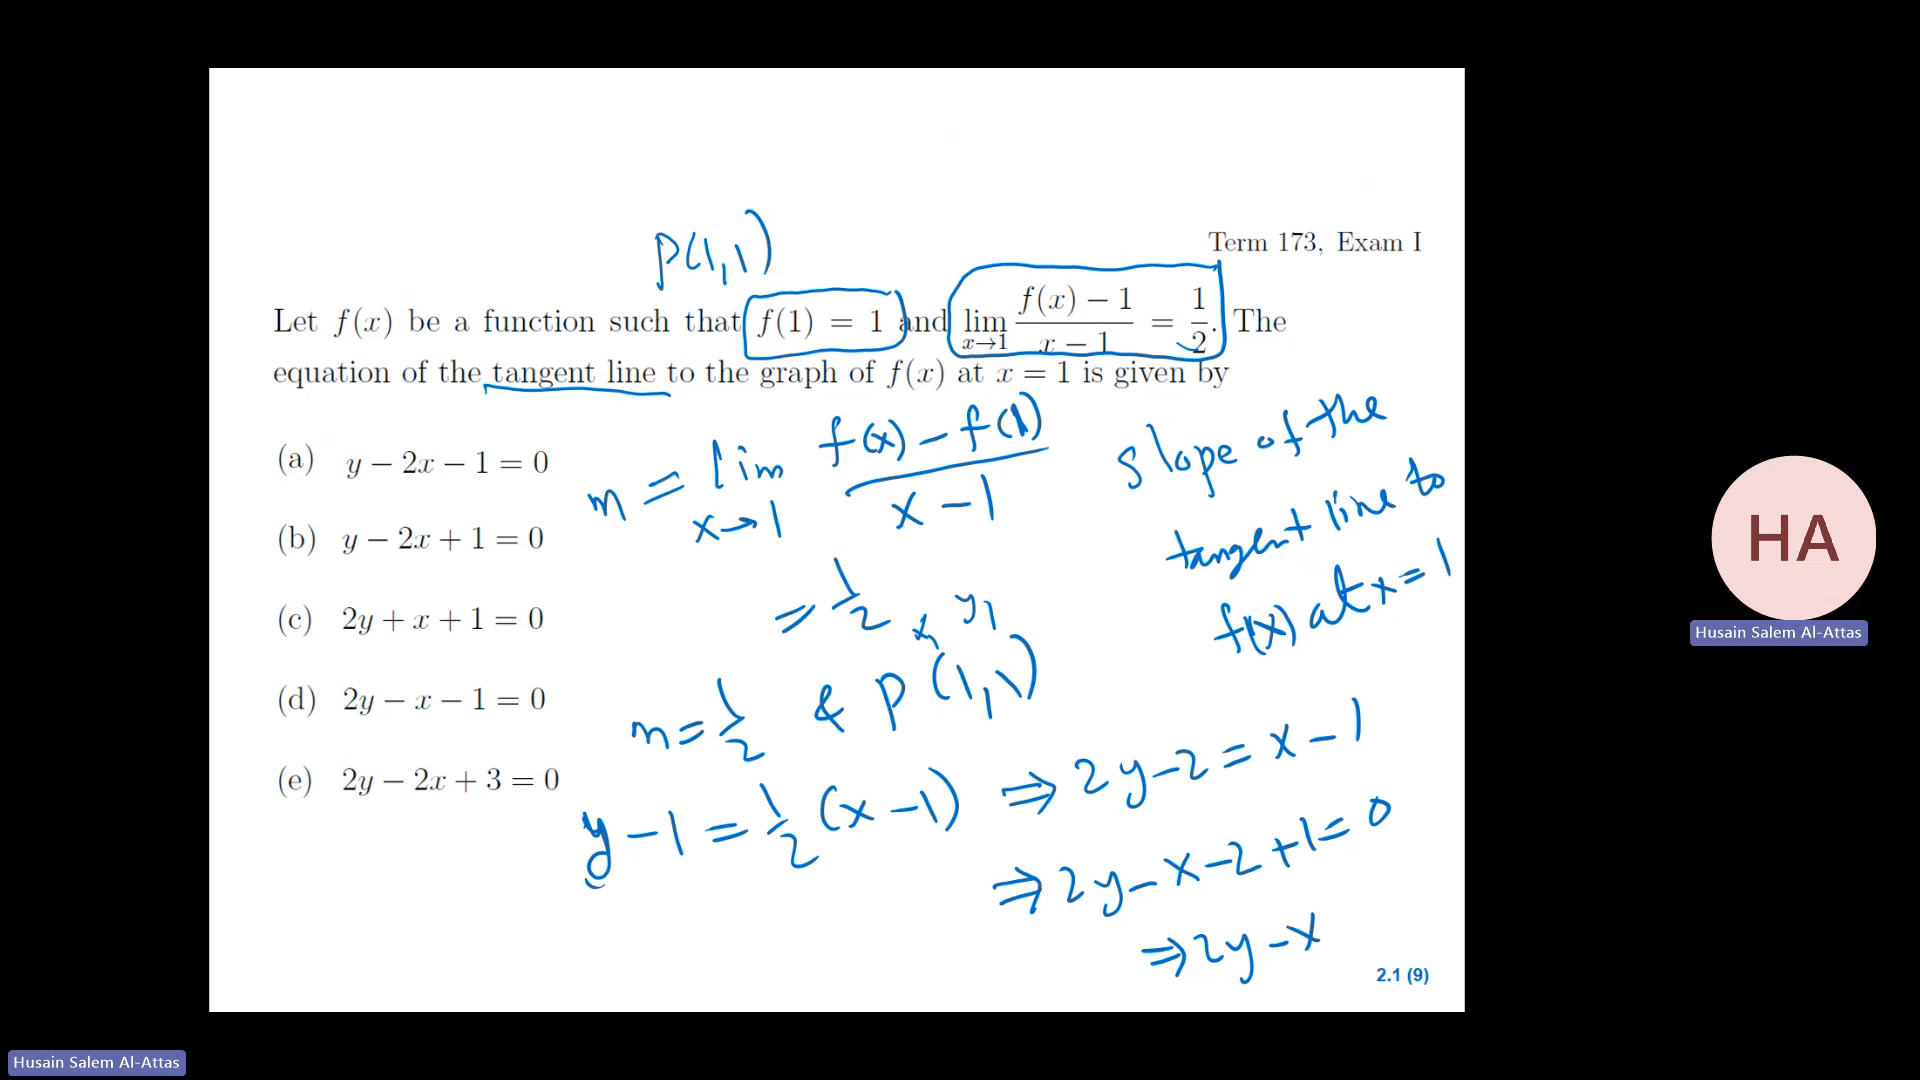 P(1,1)
Term 173, Exam I
Let f(x) be a function such that f(1) = 1 and lim x→1 (f(x) − 1)/(x − 1) = 1/2. The
equation of the tangent line to the graph of f(x) at x = 1 is given by
(a) y − 2x − 1 = 0
(b) y − 2x + 1 = 0
(c) 2y + x + 1 = 0
(d) 2y − x − 1 = 0
(e) 2y − 2x + 3 = 0
m = lim x→1 (f(x) − f(1))/(x − 1)
= 1/2
slope of the
tangent line to
f(x) at x = 1
x1 y1
m = 1/2 & P(1,1)
y − 1 = 1/2 (x − 1) ⇒ 2y − 2 = x − 1
⇒ 2y − x − 2 + 1 = 0
⇒ 2y − x
2.1 (9)
HA
Husain Salem Al-Attas
Husain Salem Al-Attas